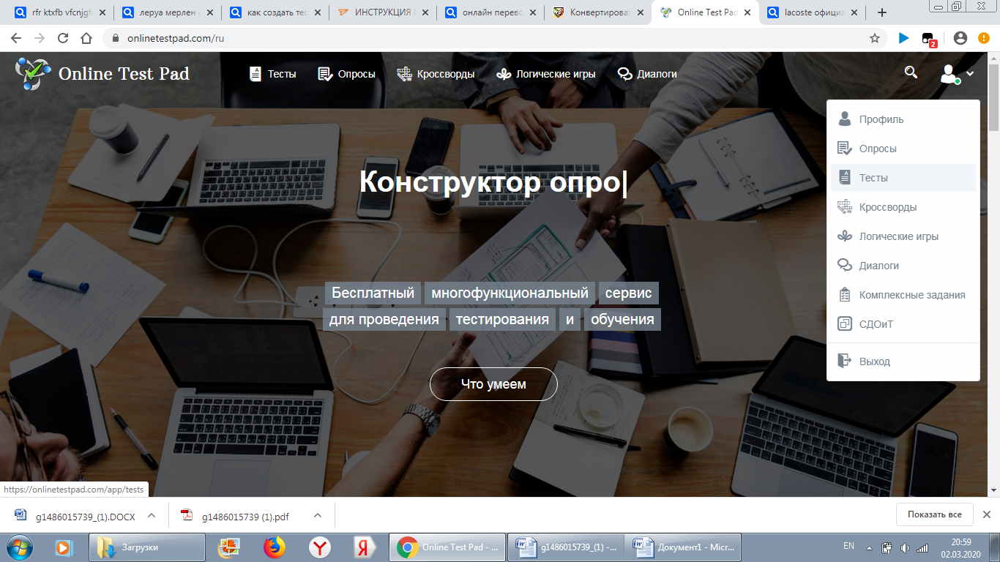 rfr ktxfb vfcnjgf
леруа мерлен
как создать тес
ИНСТРУКЦИЯ
онлайн перево
Конвертироват
Online Test Pad
lacoste официа
onlinetestpad.com/ru
2
Online Test Pad
Тесты
Опросы
Кроссворды
Логические игры
Диалоги
Профиль
Опросы
Тесты
Кроссворды
Логические игры
Диалоги
Комплексные задания
СДОиТ
Выход
Конструктор опро|
Бесплатный многофункциональный сервис
для проведения тестирования и обучения
Что умеем
https://onlinetestpad.com/app/tests
g1486015739_(1).DOCX
g1486015739 (1).pdf
Показать все
Загрузки
Online Test Pad - ...
g1486015739_(1) -...
Документ1 - Micr...
EN
20:59
02.03.2020